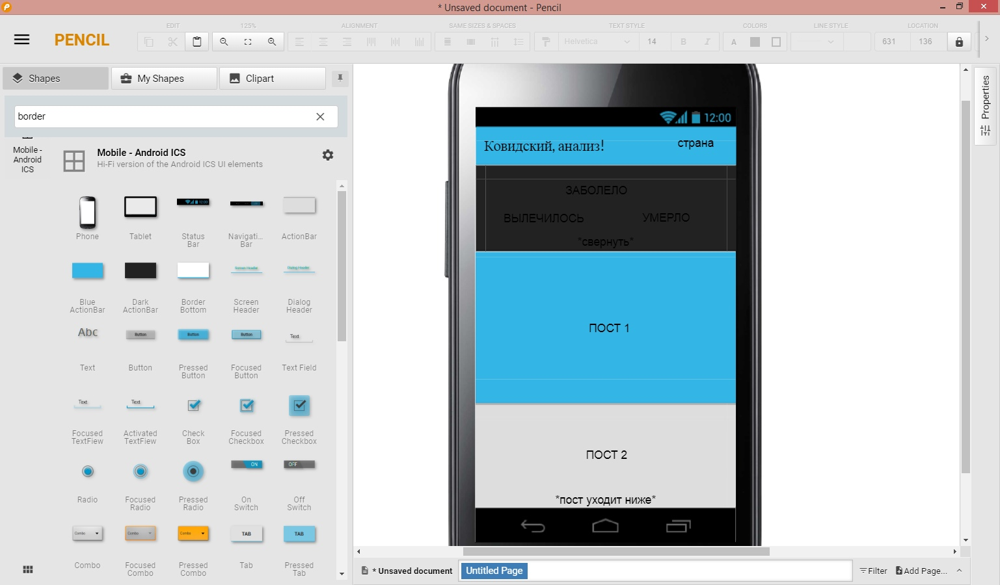 * Unsaved document - Pencil
PENCIL
EDIT
125%
ALIGNMENT
SAME SIZES & SPACES
TEXT STYLE
COLORS
LINE STYLE
LOCATION
Helvetica
14
B
I
A
631
136
Shapes
My Shapes
Clipart
border
Mobile -
Android
ICS
Mobile - Android ICS
Hi-Fi version of the Android ICS UI elements
12:00
Phone
Tablet
Status
Bar
Navigati...
Bar
ActionBar
Blue
ActionBar
Dark
ActionBar
Border
Bottom
Screen Header
Screen
Header
Dialog Header
Dialog
Header
Abc
Text
Button
Button
Button
Pressed
Button
Button
Focused
Button
Text
Text Field
Text
Focused
TextFiew
Text
Activated
TextFiew
Check
Box
Focused
Checkbox
Pressed
Checkbox
Radio
Focused
Radio
Pressed
Radio
ON
On
Switch
OFF
Off
Switch
Combo
Combo
Combo
Focused
Combo
Combo
Pressed
Combo
TAB
Tab
TAB
Pressed
Tab
12:00
Ковидский, анализ!
страна
ЗАБОЛЕЛО
ВЫЛЕЧИЛОСЬ
УМЕРЛО
*свернуть*
ПОСТ 1
ПОСТ 2
*пост уходит ниже*
Properties
* Unsaved document
Untitled Page
Filter
Add Page...